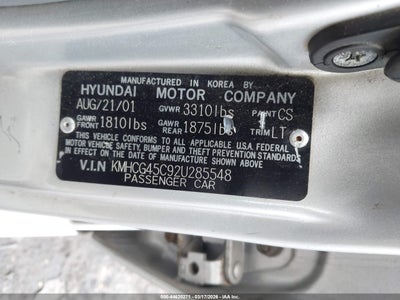 MANUFACTURED IN KOREA BY
HYUNDAI MOTOR COMPANY
AUG/21/01 GVWR 3310lbs PAINT CS
GAWR FRONT 1810lbs GAWR REAR 1875lbs TRIM LT
THIS VEHICLE CONFORMS TO ALL APPLICABLE U.S.A. FEDERAL
MOTOR VEHICLE SAFETY, BUMPER, AND THEFT PREVENTION STANDARDS
IN EFFECT ON THE DATE OF MANUFACTURE SHOWN ABOVE
V.I.N KMHCG45C92U285548
PASSENGER CAR